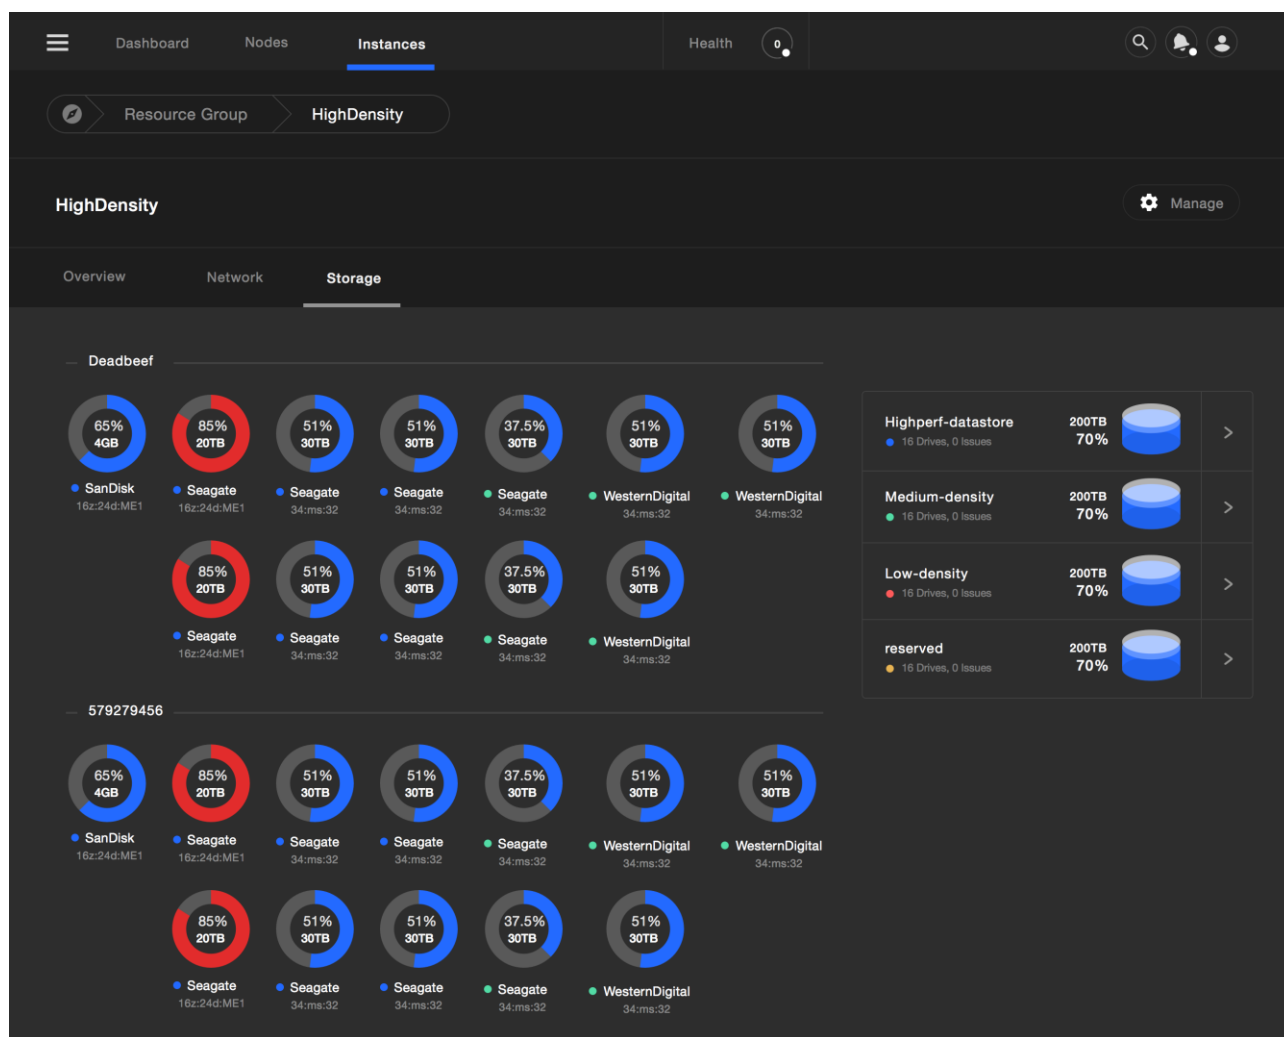 Dashboard Nodes Instances Health 0
Resource Group HighDensity
HighDensity Manage
Overview Network Storage
Deadbeef
65% 85% 51% 51% 37.5% 51% 51%
4GB 20TB 30TB 30TB 30TB 30TB 30TB
SanDisk Seagate Seagate Seagate Seagate WesternDigital WesternDigital
16z:24d:ME1 16z:24d:ME1 34:ms:32 34:ms:32 34:ms:32 34:ms:32 34:ms:32
85% 51% 51% 37.5% 51%
20TB 30TB 30TB 30TB 30TB
Seagate Seagate Seagate Seagate WesternDigital
16z:24d:ME1 34:ms:32 34:ms:32 34:ms:32 34:ms:32
579279456
65% 85% 51% 51% 37.5% 51% 51%
4GB 20TB 30TB 30TB 30TB 30TB 30TB
SanDisk Seagate Seagate Seagate Seagate WesternDigital WesternDigital
16z:24d:ME1 16z:24d:ME1 34:ms:32 34:ms:32 34:ms:32 34:ms:32 34:ms:32
85% 51% 51% 37.5% 51%
20TB 30TB 30TB 30TB 30TB
Seagate Seagate Seagate Seagate WesternDigital
16z:24d:ME1 34:ms:32 34:ms:32 34:ms:32 34:ms:32
Highperf-datastore 200TB
16 Drives, 0 Issues 70%
Medium-density 200TB
16 Drives, 0 Issues 70%
Low-density 200TB
16 Drives, 0 Issues 70%
reserved 200TB
16 Drives, 0 Issues 70%